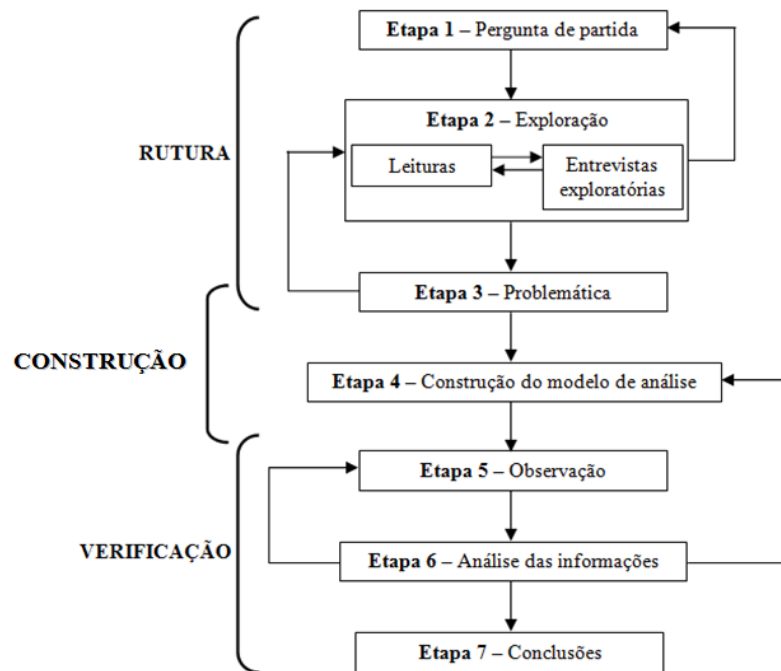 Etapa 1 – Pergunta de partida
Etapa 2 – Exploração
RUTURA
Leituras
Entrevistas
exploratórias
Etapa 3 – Problemática
CONSTRUÇÃO
Etapa 4 – Construção do modelo de análise
Etapa 5 – Observação
VERIFICAÇÃO
Etapa 6 – Análise das informações
Etapa 7 – Conclusões